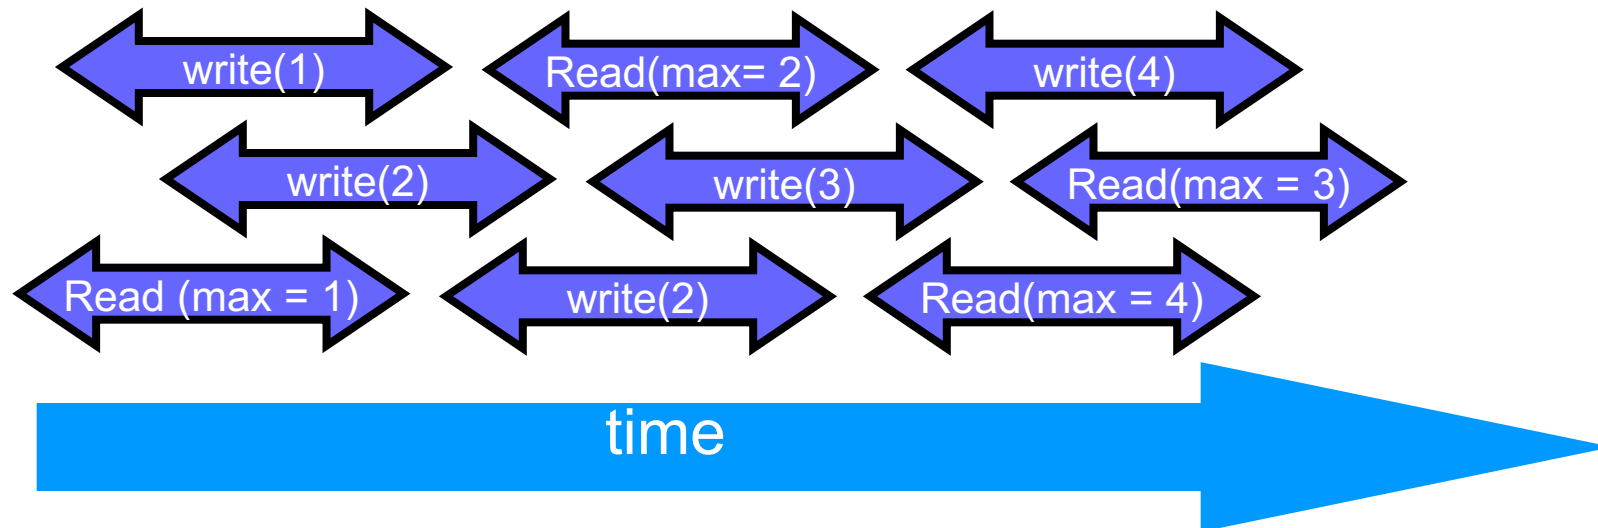 write(1)
Read(max= 2)
write(4)
write(2)
write(3)
Read(max = 3)
Read (max = 1)
write(2)
Read(max = 4)
time